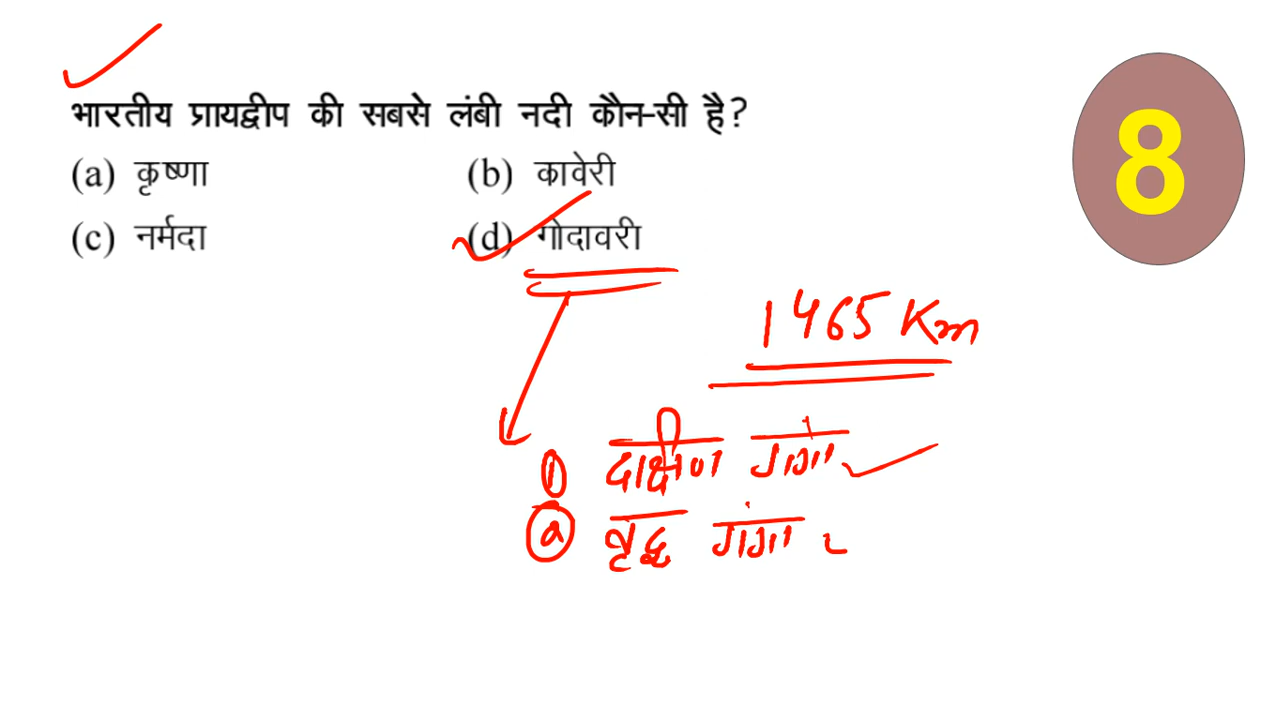 भारतीय प्रायद्वीप की सबसे लंबी नदी कौन-सी है?
8
(a) कृष्णा (b) कावेरी
(c) नर्मदा (d) गोदावरी
1465 Km
① दक्षिण गंगा
② वृद्ध गंगा